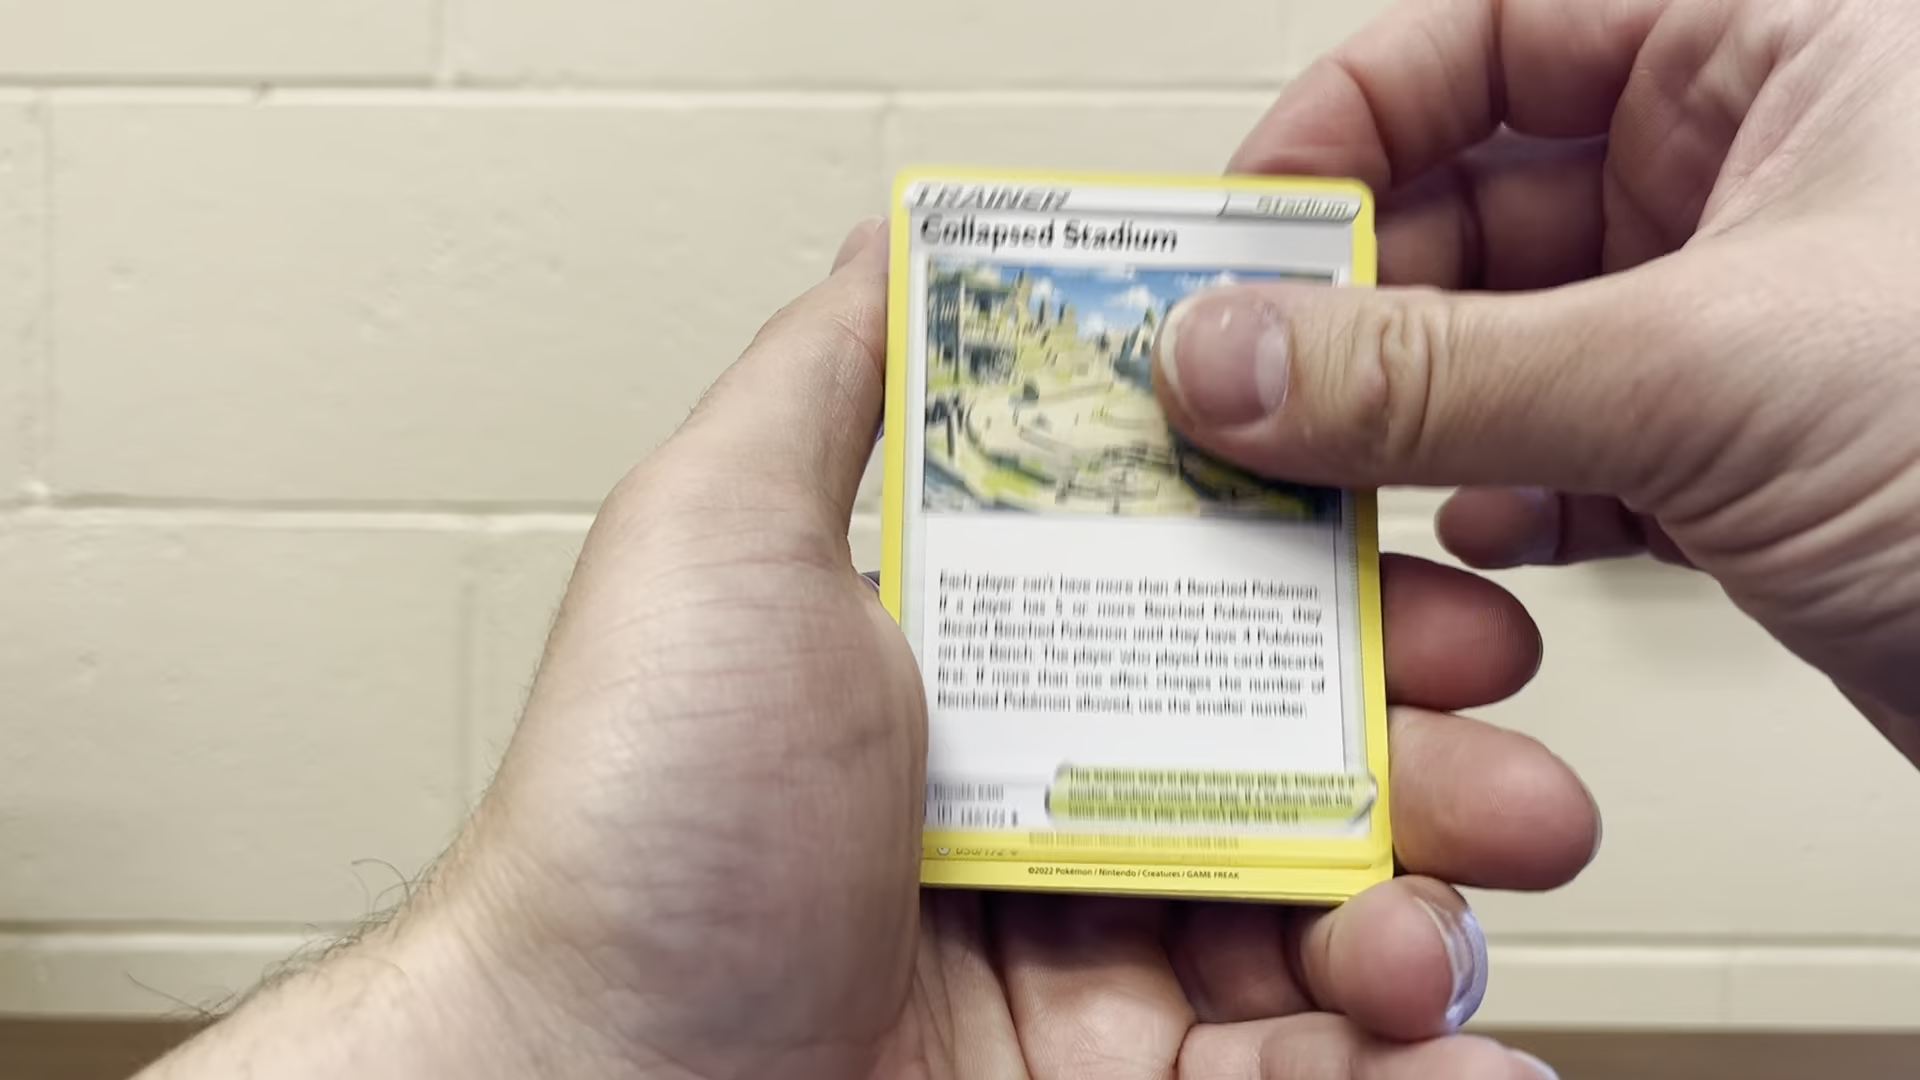 TRAINER
Stadium
Collapsed Stadium
Each player can't have more than 4 Benched Pokémon.
If a player has 5 or more Benched Pokémon, they
discard Benched Pokémon until they have 4 Pokémon
on the Bench. The player who played this card discards
first. If more than one effect changes the number of
Benched Pokémon allowed, use the smaller number.
©2022 Pokémon / Nintendo / Creatures / GAME FREAK